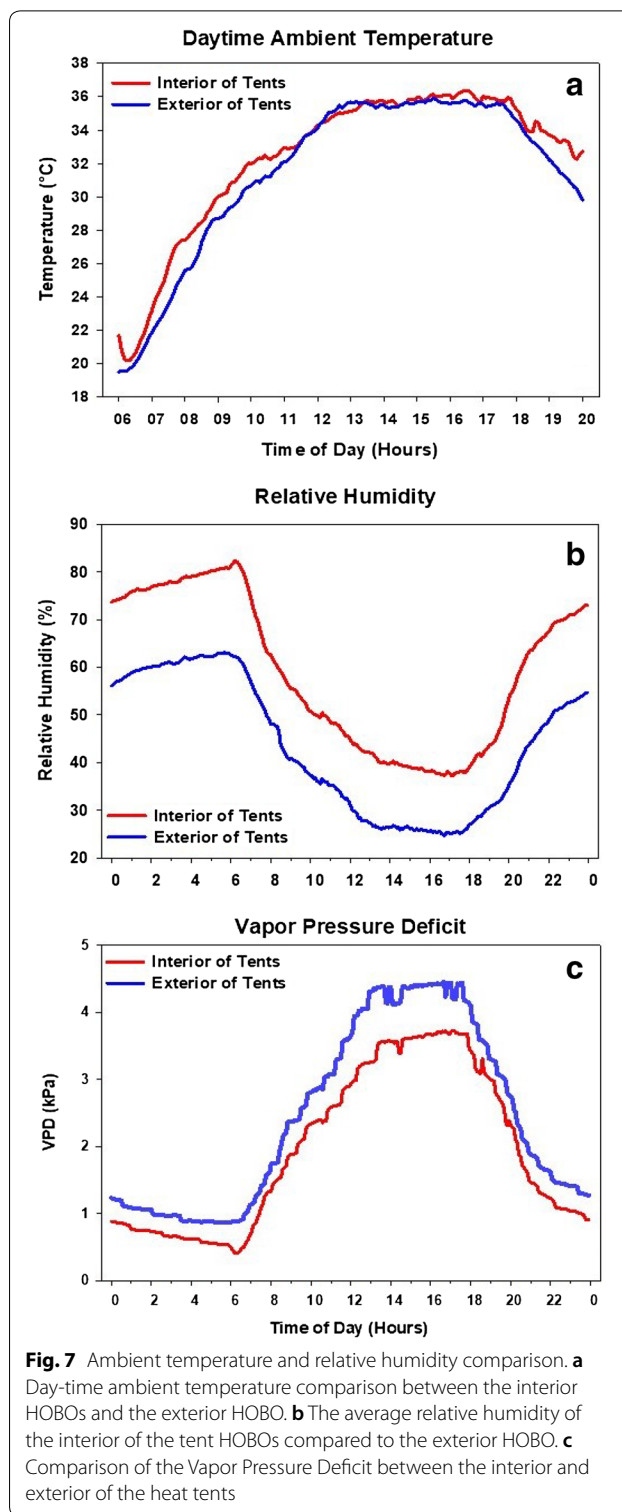 Daytime Ambient Temperature
Interior of Tents
Exterior of Tents
a
Temperature (°C)
36
34
32
30
28
26
24
22
20
18
06 07 08 09 10 11 12 13 14 15 16 17 18 19 20
Time of Day (Hours)
Relative Humidity
b
Relative Humidity (%)
90
80
70
60
50
40
30
20
Interior of Tents
Exterior of Tents
0 2 4 6 8 10 12 14 16 18 20 22 0
Vapor Pressure Deficit
Interior of Tents
Exterior of Tents
c
VPD (kPa)
5
4
3
2
1
0
0 2 4 6 8 10 12 14 16 18 20 22 0
Time of Day (Hours)
Fig. 7 Ambient temperature and relative humidity comparison. a
Day-time ambient temperature comparison between the interior
HOBOs and the exterior HOBO. b The average relative humidity of
the interior of the tent HOBOs compared to the exterior HOBO. c
Comparison of the Vapor Pressure Deficit between the interior and
exterior of the heat tents